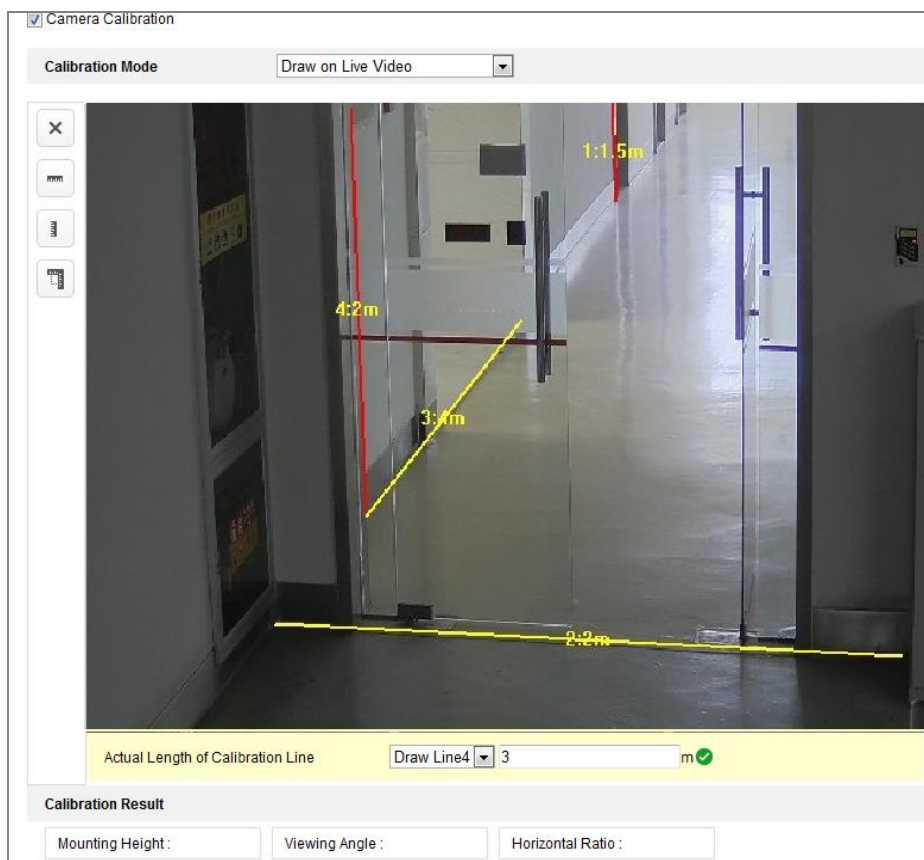 Camera Calibration
Calibration Mode
Draw on Live Video
1:1.5m
4:2m
3:4m
2:2m
Actual Length of Calibration Line
Draw Line4
3
m
Calibration Result
Mounting Height :
Viewing Angle :
Horizontal Ratio :